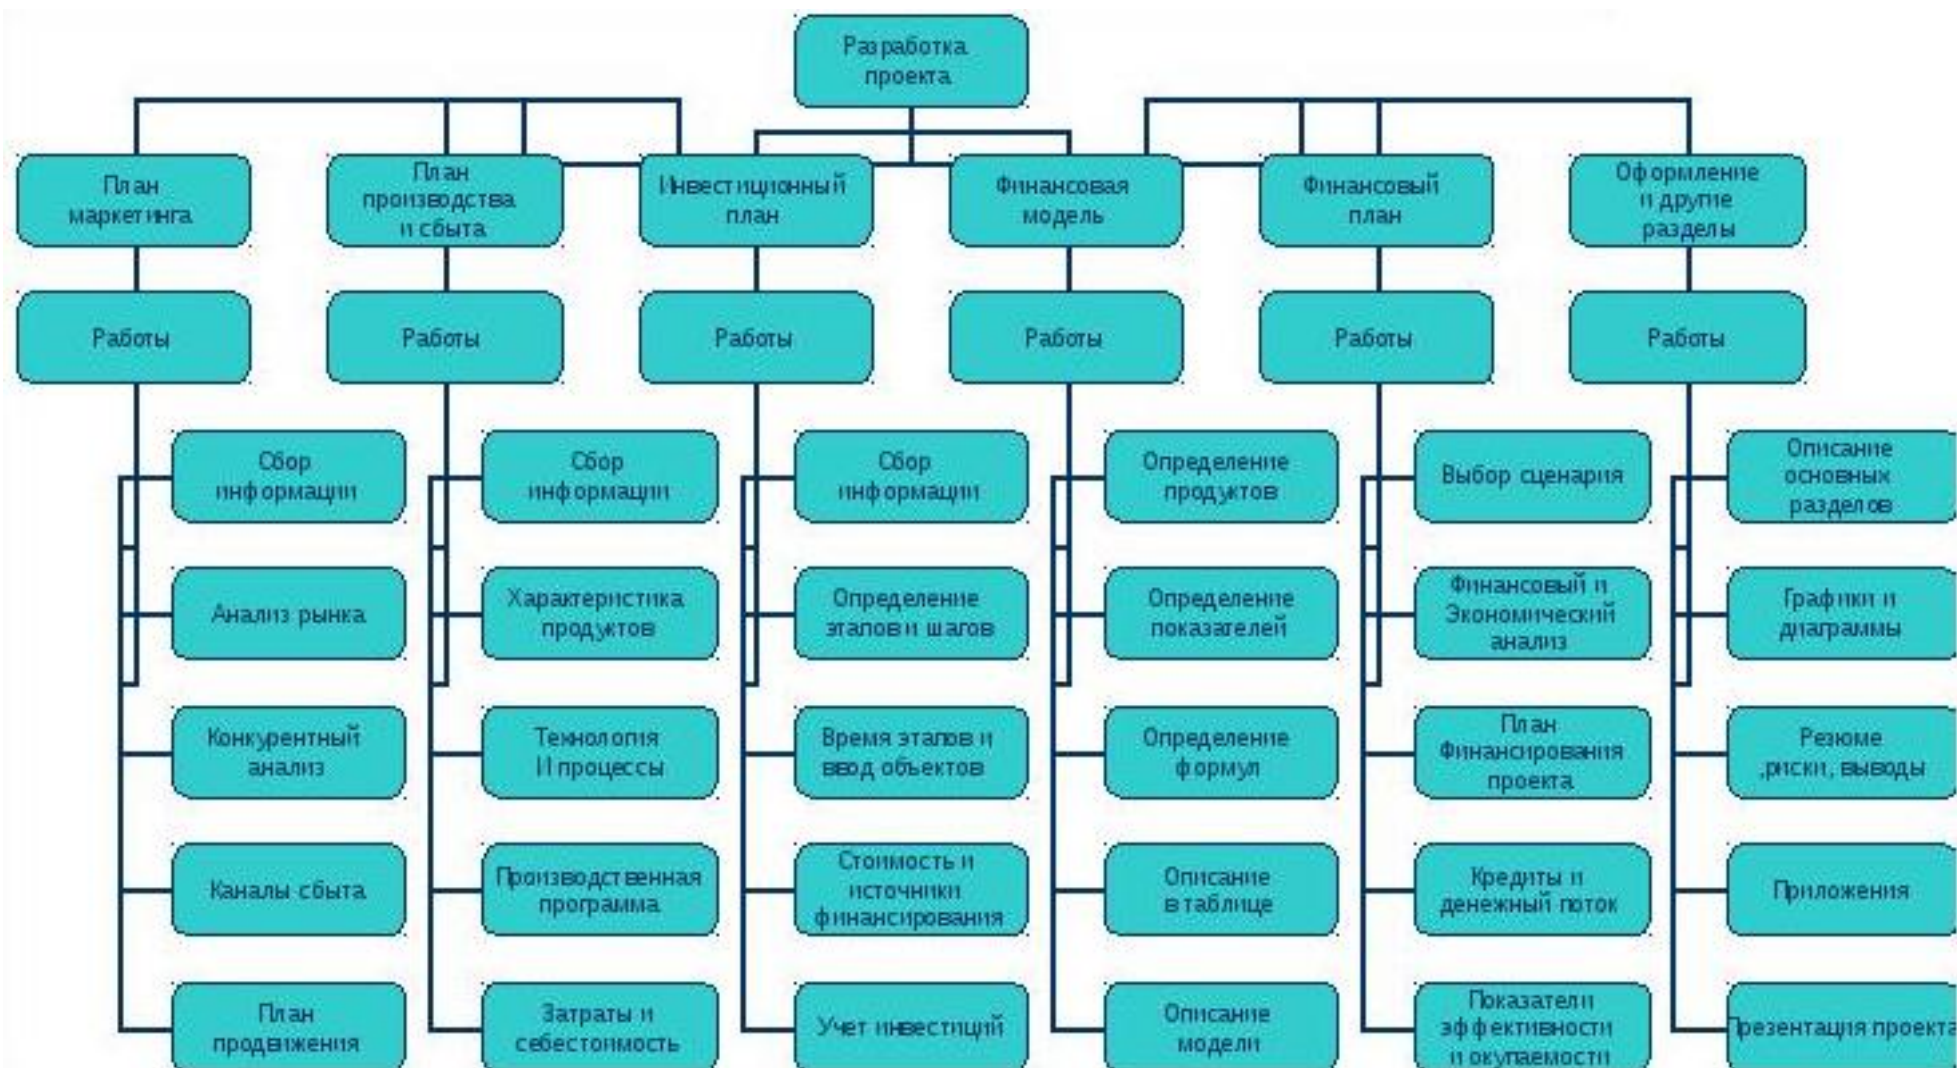 Разработка
проекта
План
маркетинга
План
производства
и сбыта
Инвестиционный
план
Финансовая
модель
Финансовый
план
Оформление
и другие
разделы
Работы
Работы
Работы
Работы
Работы
Работы
Сбор
информации
Сбор
информации
Сбор
информации
Определение
продуктов
Выбор сценария
Описание
основных
разделов
Анализ рынка
Характеристика
продуктов
Определение
этапов и шагов
Определение
показателей
Финансовый и
Экономический
анализ
Графики и
диаграммы
Конкурентный
анализ
Технология
И процессы
Время этапов и
ввод объектов
Определение
формул
План
Финансирования
проекта
Резюме
,риски, выводы
Каналы сбыта
Производственная
программа
Стоимость и
источники
финансирования
Описание
в таблице
Кредиты и
денежный поток
Приложения
План
продвижения
Затраты и
себестоимость
Учет инвестиций
Описание
модели
Показатели
эффективности
и окупаемости
Презентация проекта